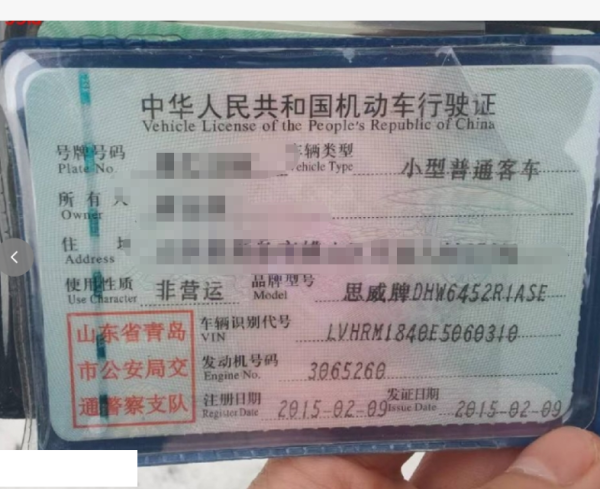 中华人民共和国机动车行驶证
Vehicle License of the People's Republic of China
号牌号码 车辆类型 小型普通客车
Plate No. Vehicle Type
所有人
Owner
住 址
Address
使用性质 非营运 品牌型号 思威牌DHW6452R1ASE
Use Character Model
山东省青岛
市公安局交
通警察支队
车辆识别代号 LVHRM1840E5060310
VIN
发动机号码 3065260
Engine No.
注册日期 2015-02-09 发证日期 2015-02-09
Register Date Issue Date